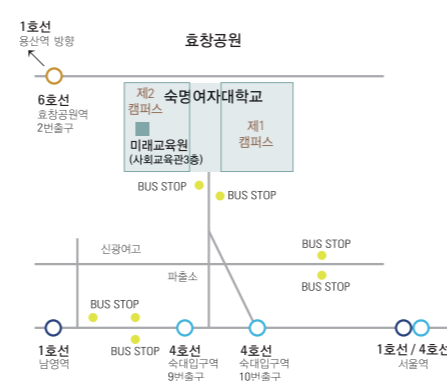 1호선
용산역 방향
효창공원
6호선
효창공원역
2번출구
제2
캠퍼스
숙명여자대학교
제1
캠퍼스
미래교육원
(사회교육관3층)
BUS STOP
BUS STOP
신광여고
BUS STOP
파출소
BUS STOP
BUS STOP
BUS STOP
1호선
남영역
4호선
숙대입구역
9번출구
4호선
숙대입구역
10번출구
1호선 / 4호선
서울역